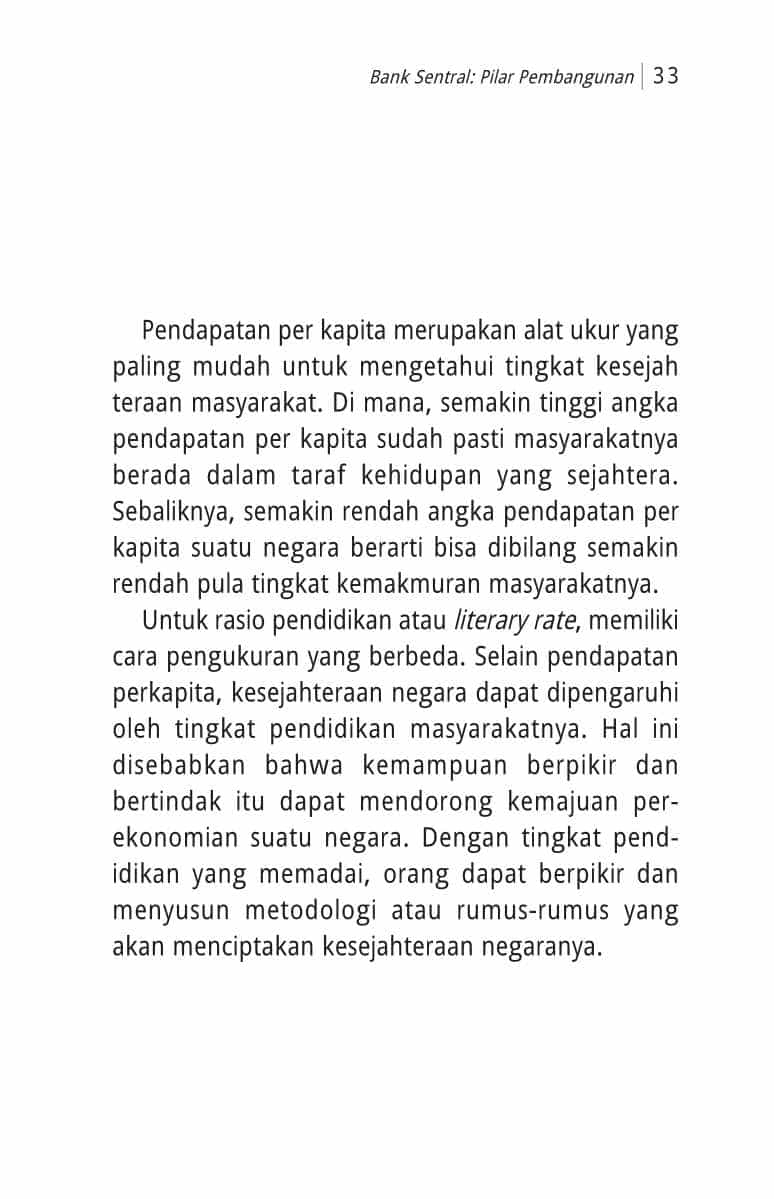 Bank Sentral: Pilar Pembangunan | 33
Pendapatan per kapita merupakan alat ukur yang
paling mudah untuk mengetahui tingkat kesejah
teraan masyarakat. Di mana, semakin tinggi angka
pendapatan per kapita sudah pasti masyarakatnya
berada dalam taraf kehidupan yang sejahtera.
Sebaliknya, semakin rendah angka pendapatan per
kapita suatu negara berarti bisa dibilang semakin
rendah pula tingkat kemakmuran masyarakatnya.
Untuk rasio pendidikan atau literary rate, memiliki
cara pengukuran yang berbeda. Selain pendapatan
perkapita, kesejahteraan negara dapat dipengaruhi
oleh tingkat pendidikan masyarakatnya. Hal ini
disebabkan bahwa kemampuan berpikir dan
bertindak itu dapat mendorong kemajuan per-
ekonomian suatu negara. Dengan tingkat pend-
idikan yang memadai, orang dapat berpikir dan
menyusun metodologi atau rumus-rumus yang
akan menciptakan kesejahteraan negaranya.